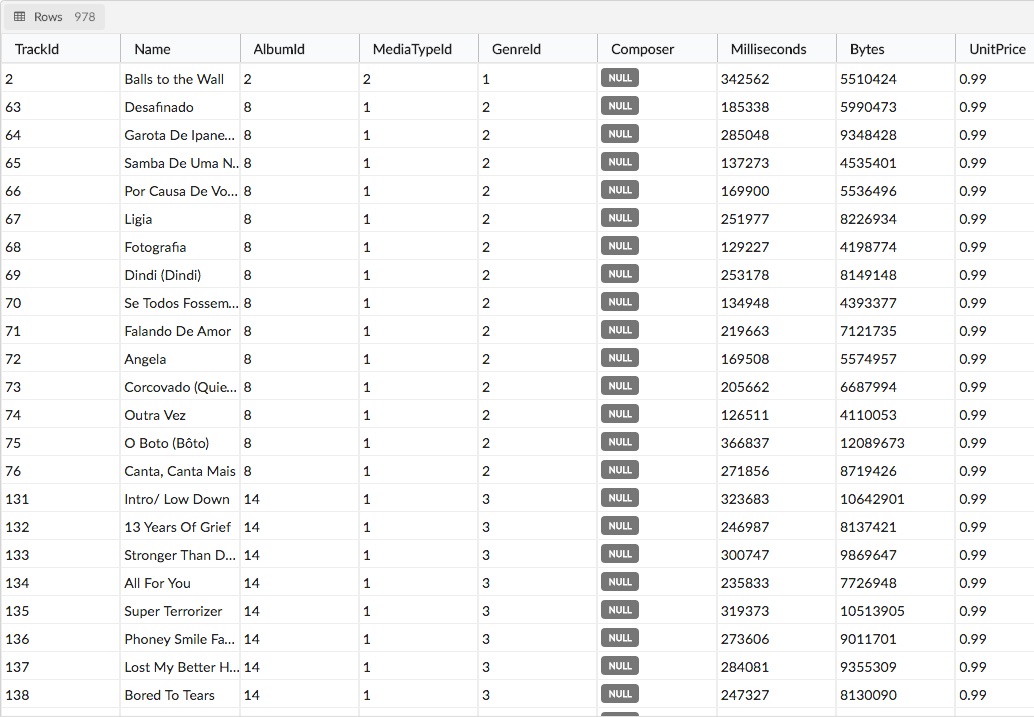 Rows 978
TrackId Name AlbumId MediaTypeId GenreId Composer Milliseconds Bytes UnitPrice
2 Balls to the Wall 2 2 1 NULL 342562 5510424 0.99
63 Desafinado 8 1 2 NULL 185338 5990473 0.99
64 Garota De Ipane... 8 1 2 NULL 285048 9348428 0.99
65 Samba De Uma N.. 8 1 2 NULL 137273 4535401 0.99
66 Por Causa De Vo... 8 1 2 NULL 169900 5536496 0.99
67 Ligia 8 1 2 NULL 251977 8226934 0.99
68 Fotografia 8 1 2 NULL 129227 4198774 0.99
69 Dindi (Dindi) 8 1 2 NULL 253178 8149148 0.99
70 Se Todos Fossem... 8 1 2 NULL 134948 4393377 0.99
71 Falando De Amor 8 1 2 NULL 219663 7121735 0.99
72 Angela 8 1 2 NULL 169508 5574957 0.99
73 Corcovado (Quie... 8 1 2 NULL 205662 6687994 0.99
74 Outra Vez 8 1 2 NULL 126511 4110053 0.99
75 O Boto (Bôto) 8 1 2 NULL 366837 12089673 0.99
76 Canta, Canta Mais 8 1 2 NULL 271856 8719426 0.99
131 Intro/ Low Down 14 1 3 NULL 323683 10642901 0.99
132 13 Years Of Grief 14 1 3 NULL 246987 8137421 0.99
133 Stronger Than D... 14 1 3 NULL 300747 9869647 0.99
134 All For You 14 1 3 NULL 235833 7726948 0.99
135 Super Terrorizer 14 1 3 NULL 319373 10513905 0.99
136 Phoney Smile Fa... 14 1 3 NULL 273606 9011701 0.99
137 Lost My Better H... 14 1 3 NULL 284081 9355309 0.99
138 Bored To Tears 14 1 3 NULL 247327 8130090 0.99